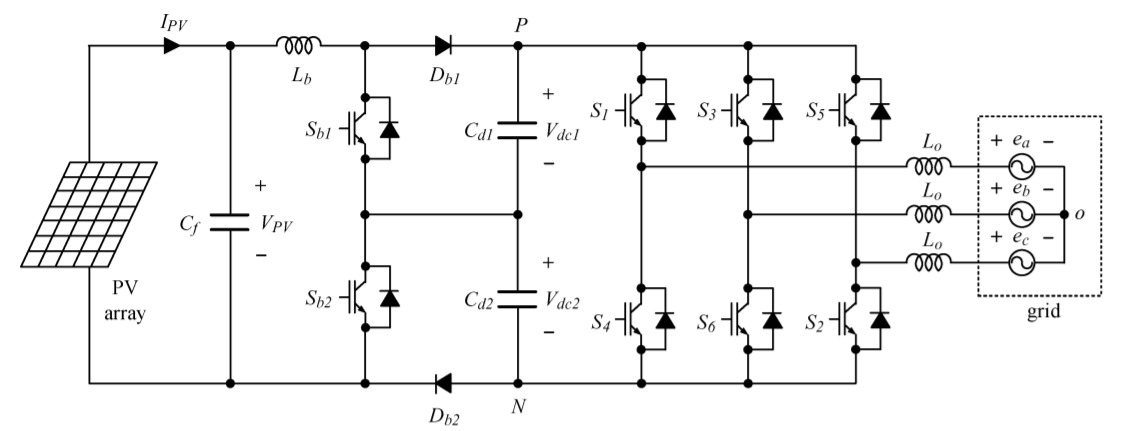 I_PV
P
L_b
D_b1
S_b1
+
C_d1
V_dc1
−
S_1
S_3
S_5
L_o
+ e_a −
L_o
+ e_b −
o
L_o
+ e_c −
grid
+
C_f
V_PV
−
PV
array
S_b2
+
C_d2
V_dc2
−
S_4
S_6
S_2
D_b2
N